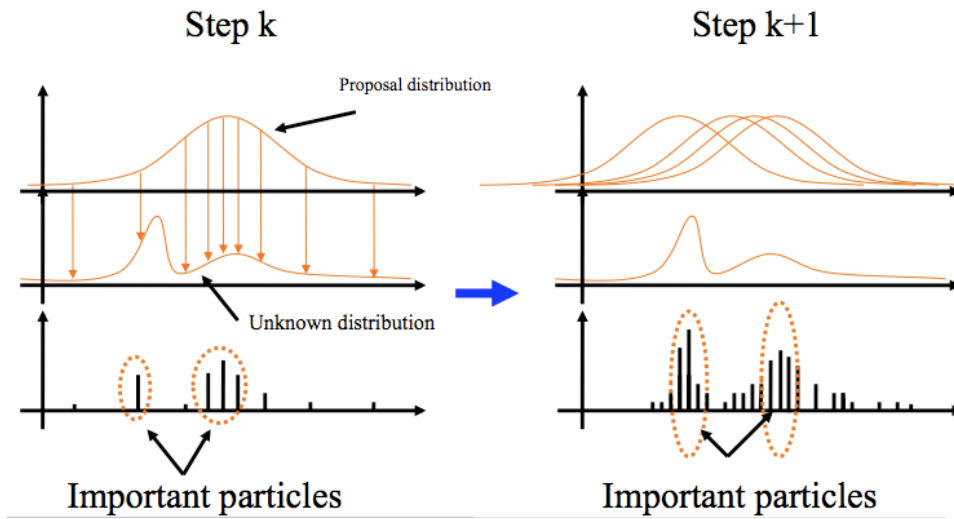 Step k
Step k+1
Proposal distribution
Unknown distribution
Important particles
Important particles